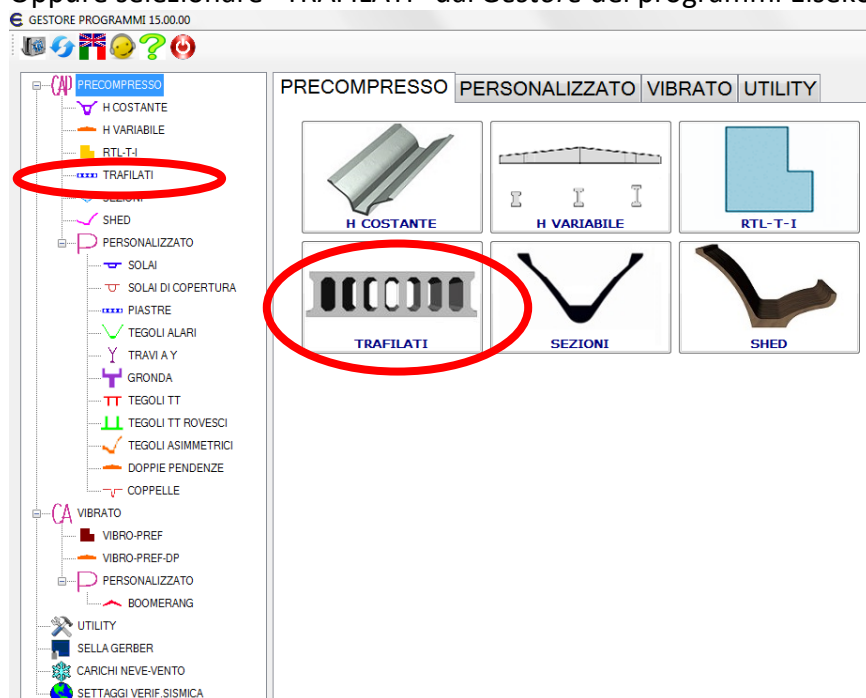 GESTORE PROGRAMMI 15.00.00
CAP PRECOMPRESSO
H COSTANTE
H VARIABILE
RTL-T-I
TRAFILATI
SEZIONI
SHED
P PERSONALIZZATO
SOLAI
SOLAI DI COPERTURA
PIASTRE
TEGOLI ALARI
TRAVI A Y
GRONDA
TEGOLI TT
TEGOLI TT ROVESCI
TEGOLI ASIMMETRICI
DOPPIE PENDENZE
COPPELLE
CA VIBRATO
VIBRO-PREF
VIBRO-PREF-DP
P PERSONALIZZATO
BOOMERANG
UTILITY
SELLA GERBER
CARICHI NEVE-VENTO
SETTAGGI VERIF.SISMICA
PRECOMPRESSO PERSONALIZZATO VIBRATO UTILITY
H COSTANTE
H VARIABILE
RTL-T-I
TRAFILATI
SEZIONI
SHED